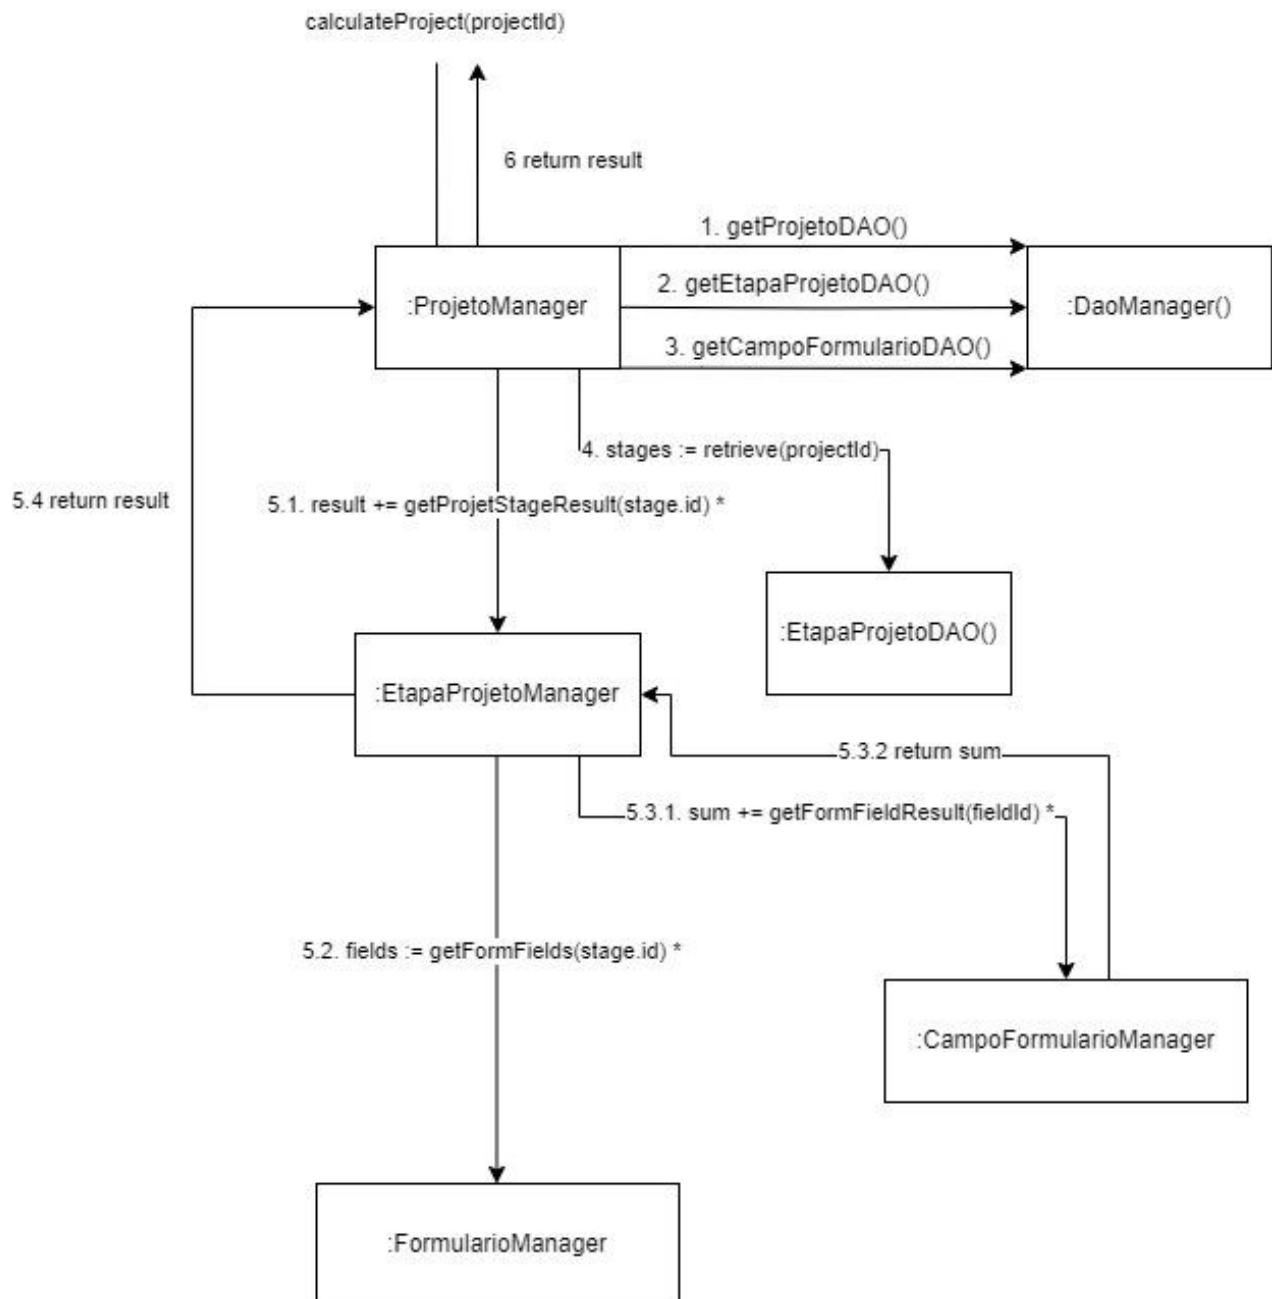 calculateProject(projectId)
6 return result
1. getProjetoDAO()
:ProjetoManager
2. getEtapaProjetoDAO()
:DaoManager()
3. getCampoFormularioDAO()
4. stages := retrieve(projectId)
5.4 return result
5.1. result += getProjetStageResult(stage.id) *
:EtapaProjetoDAO()
:EtapaProjetoManager
5.3.2 return sum
5.3.1. sum += getFormFieldResult(fieldId) *
5.2. fields := getFormFields(stage.id) *
:CampoFormularioManager
:FormularioManager